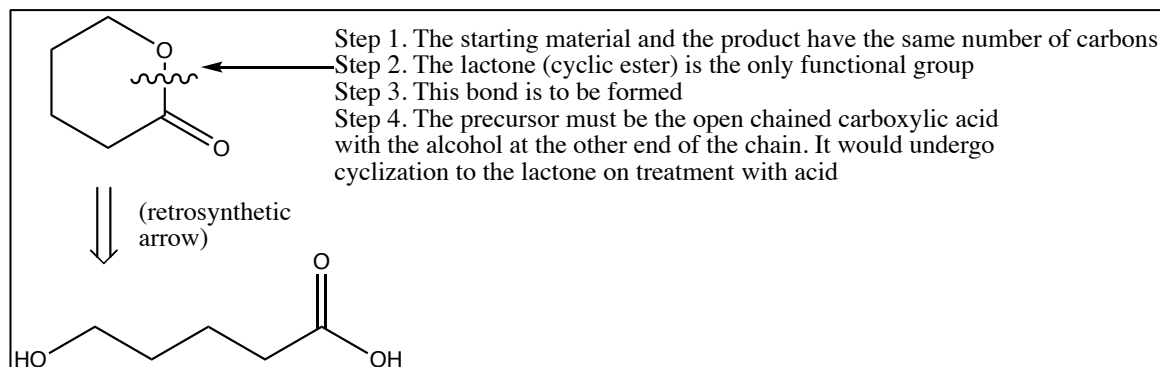 O
Step 1. The starting material and the product have the same number of carbons
Step 2. The lactone (cyclic ester) is the only functional group
Step 3. This bond is to be formed
Step 4. The precursor must be the open chained carboxylic acid
with the alcohol at the other end of the chain. It would undergo
cyclization to the lactone on treatment with acid
O
(retrosynthetic
arrow)
O
HO
OH